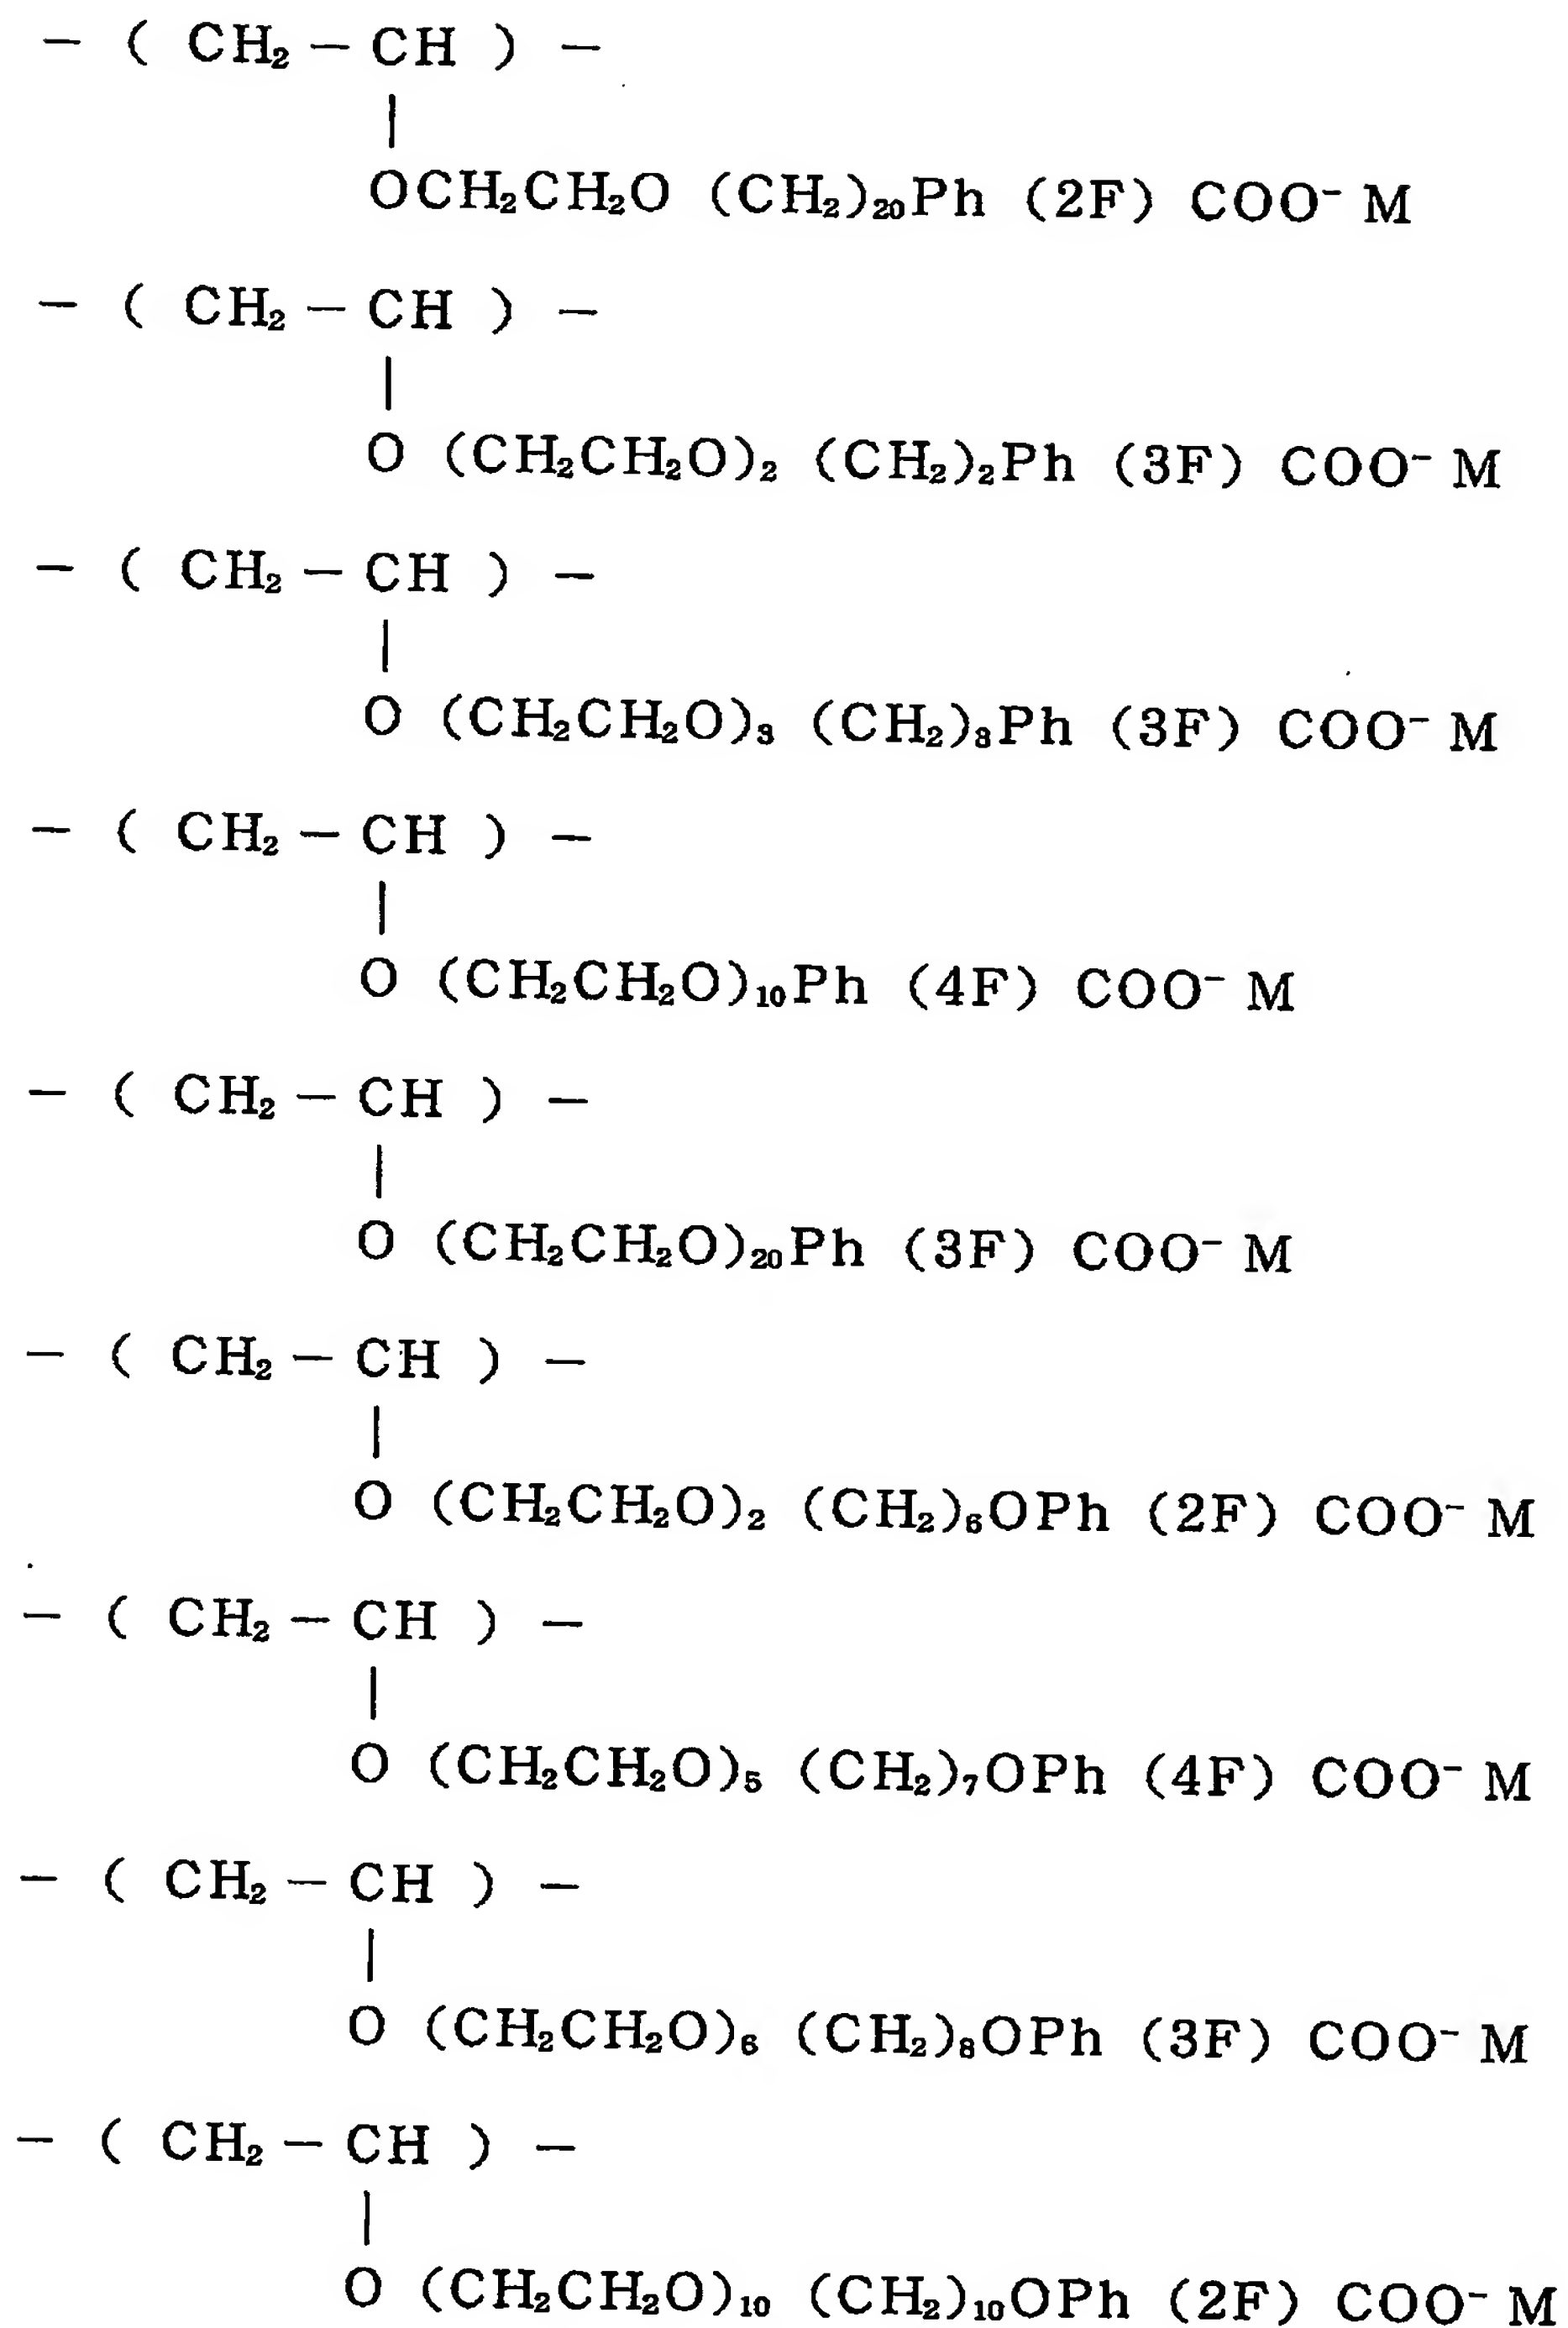 — ( CH₂ — CH ) —
|
OCH₂CH₂O (CH₂)₂₀Ph (2F) COO⁻ M
— ( CH₂ — CH ) —
|
O (CH₂CH₂O)₂ (CH₂)₂Ph (3F) COO⁻ M
— ( CH₂ — CH ) —
|
O (CH₂CH₂O)₃ (CH₂)₃Ph (3F) COO⁻ M
— ( CH₂ — CH ) —
|
O (CH₂CH₂O)₁₀Ph (4F) COO⁻ M
— ( CH₂ — CH ) —
|
O (CH₂CH₂O)₂₀Ph (3F) COO⁻ M
— ( CH₂ — CH ) —
|
O (CH₂CH₂O)₂ (CH₂)₆OPh (2F) COO⁻ M
— ( CH₂ — CH ) —
|
O (CH₂CH₂O)₅ (CH₂)₇OPh (4F) COO⁻ M
— ( CH₂ — CH ) —
|
O (CH₂CH₂O)₆ (CH₂)₈OPh (3F) COO⁻ M
— ( CH₂ — CH ) —
|
O (CH₂CH₂O)₁₀ (CH₂)₁₀OPh (2F) COO⁻ M